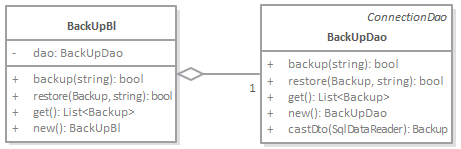 BackUpBl
- dao: BackUpDao
+ backup(string): bool
+ restore(Backup, string): bool
+ get(): List<Backup>
+ new(): BackUpBl
1
ConnectionDao
BackUpDao
+ backup(string): bool
+ restore(Backup, string): bool
+ get(): List<Backup>
+ new(): BackUpDao
+ castDto(SqlDataReader): Backup